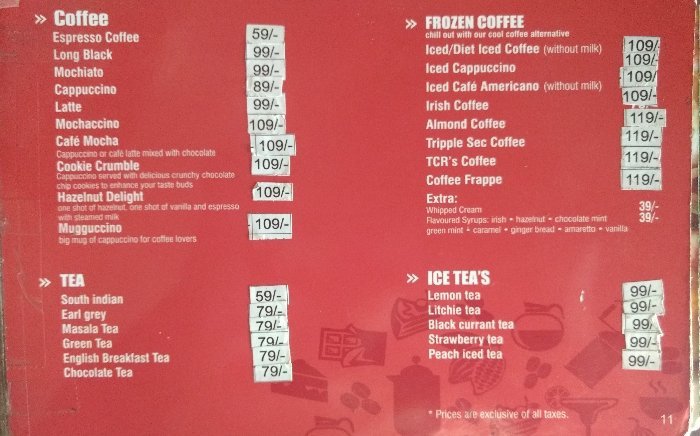 » Coffee
Espresso Coffee 59/-
Long Black 99/-
Mochiato 99/-
Cappuccino 89/-
Latte 99/-
Mochaccino 109/-
Café Mocha 109/-
Cappuccino or café latte mixed with chocolate
Cookie Crumble 109/-
Cappuccino served with delicious crunchy chocolate
chip cookies to enhance your taste buds
Hazelnut Delight 109/-
one shot of hazelnut, one shot of vanilla and espresso
with steamed milk
Mugguccino 109/-
big mug of cappuccino for coffee lovers
» TEA
South indian 59/-
Earl grey 79/-
Masala Tea 79/-
Green Tea 79/-
English Breakfast Tea 79/-
Chocolate Tea 79/-
» FROZEN COFFEE
chill out with our cool coffee alternative
Iced/Diet Iced Coffee (without milk) 109/-
Iced Cappuccino 109/-
Iced Café Americano (without milk) 109/-
Irish Coffee 109/-
Almond Coffee 119/-
Tripple Sec Coffee 119/-
TCR's Coffee 119/-
Coffee Frappe 119/-
Extra:
Whipped Cream 39/-
Flavoured Syrups: irish • hazelnut • chocolate mint 39/-
green mint • caramel • ginger bread • amaretto • vanilla
» ICE TEA'S
Lemon tea 99/-
Litchie tea 99/-
Black currant tea 99/
Strawberry tea 99/-
Peach iced tea 99/-
* Prices are exclusive of all taxes.
11